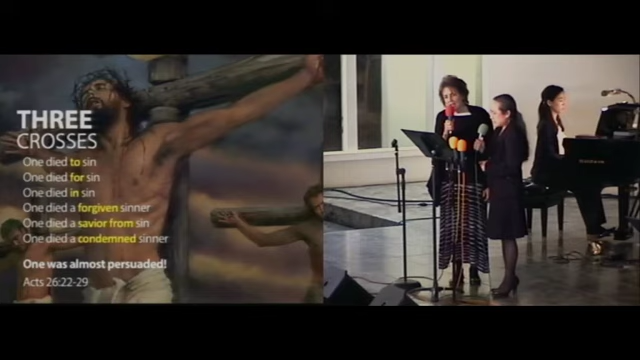 THREE
CROSSES
One died to sin
One died for sin
One died in sin
One died a forgiven sinner
One died a savior from sin
One died a condemned sinner
One was almost persuaded!
Acts 26:22-29